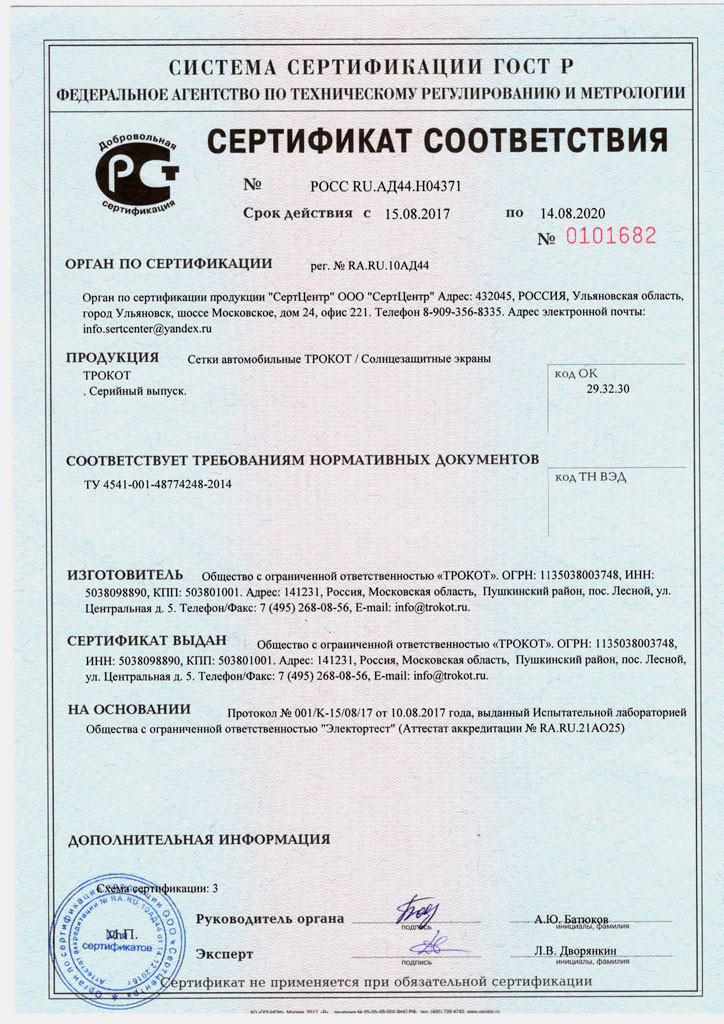 СИСТЕМА СЕРТИФИКАЦИИ ГОСТ Р
ФЕДЕРАЛЬНОЕ АГЕНТСТВО ПО ТЕХНИЧЕСКОМУ РЕГУЛИРОВАНИЮ И МЕТРОЛОГИИ
Добровольная
РСТ
сертификация
СЕРТИФИКАТ СООТВЕТСТВИЯ
№ РОСС RU.АД44.Н04371
Срок действия с 15.08.2017 по 14.08.2020
№ 0101682
ОРГАН ПО СЕРТИФИКАЦИИ рег. № RA.RU.10АД44
Орган по сертификации продукции "СертЦентр" ООО "СертЦентр" Адрес: 432045, РОССИЯ, Ульяновская область,
город Ульяновск, шоссе Московское, дом 24, офис 221. Телефон 8-909-356-8335. Адрес электронной почты:
info.sertcenter@yandex.ru
ПРОДУКЦИЯ Сетки автомобильные ТРОКОТ / Солнцезащитные экраны
ТРОКОТ
. Серийный выпуск.
код ОК
29.32.30
СООТВЕТСТВУЕТ ТРЕБОВАНИЯМ НОРМАТИВНЫХ ДОКУМЕНТОВ
ТУ 4541-001-48774248-2014
код ТН ВЭД
ИЗГОТОВИТЕЛЬ Общество с ограниченной ответственностью «ТРОКОТ». ОГРН: 1135038003748, ИНН:
5038098890, КПП: 503801001. Адрес: 141231, Россия, Московская область, Пушкинский район, пос. Лесной, ул.
Центральная д. 5. Телефон/Факс: 7 (495) 268-08-56, E-mail: info@trokot.ru.
СЕРТИФИКАТ ВЫДАН Общество с ограниченной ответственностью «ТРОКОТ». ОГРН: 1135038003748,
ИНН: 5038098890, КПП: 503801001. Адрес: 141231, Россия, Московская область, Пушкинский район, пос. Лесной,
ул. Центральная д. 5. Телефон/Факс: 7 (495) 268-08-56, E-mail: info@trokot.ru.
НА ОСНОВАНИИ Протокол № 001/К-15/08/17 от 10.08.2017 года, выданный Испытательной лабораторией
Общества с ограниченной ответственностью "Электортест" (Аттестат аккредитации № RA.RU.21АО25)
ДОПОЛНИТЕЛЬНАЯ ИНФОРМАЦИЯ
Схема сертификации: 3
М.П.
Для
сертификатов
Руководитель органа
подпись
А.Ю. Батюков
инициалы, фамилия
Эксперт
подпись
Л.В. Дворянкин
инициалы, фамилия
Сертификат не применяется при обязательной сертификации